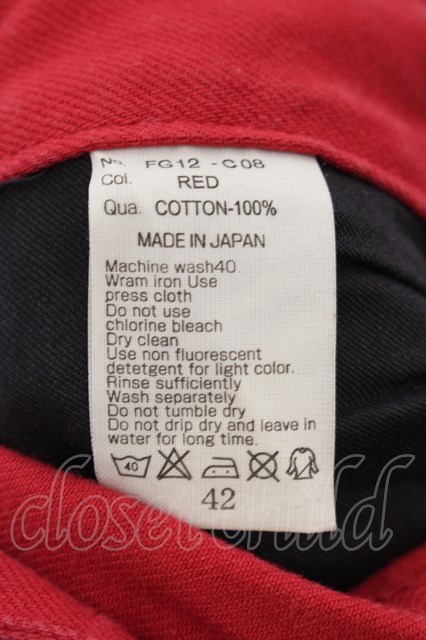 No. FG12 -C08
Col. RED
Qua. COTTON-100%
MADE IN JAPAN
Machine wash40
Wram iron Use
press cloth
Do not use
chlorine bleach
Dry clean
Use non fluorescent
detetgent for light color.
Rinse sufficiently
Wash separately
Do not tumble dry
Do not drip dry and leave in
water for long time.
40
42
closet child